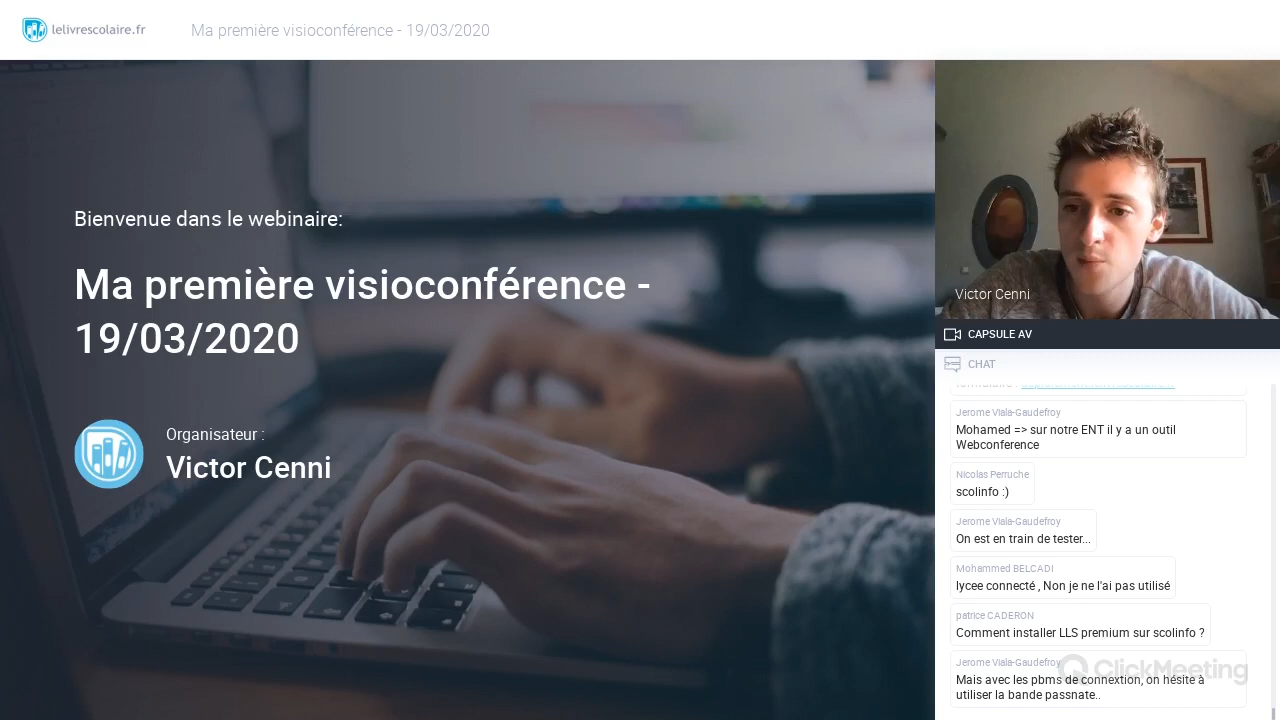 lelivrescolaire.fr
Ma première visioconférence - 19/03/2020
Bienvenue dans le webinaire:
Ma première visioconférence -
19/03/2020
Organisateur :
Victor Cenni
Victor Cenni
CAPSULE AV
CHAT
Jerome Viala-Gaudefroy
Mohamed => sur notre ENT il y a un outil
Webconference
Nicolas Perruche
scolinfo :)
Jerome Viala-Gaudefroy
On est en train de tester...
Mohammed BELCADI
lycee connecté , Non je ne l'ai pas utilisé
patrice CADERON
Comment installer LLS premium sur scolinfo ?
Jerome Viala-Gaudefroy
ClickMeeting
Mais avec les pbms de connextion, on hésite à
utiliser la bande passnate..